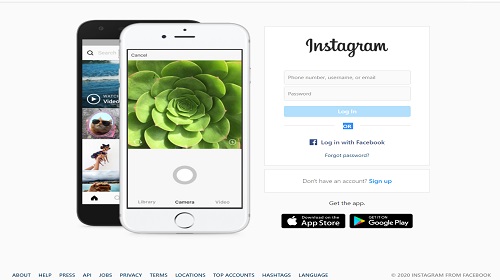 Search
WATCH
Video
Cancel
Library Camera Video
Instagram
Phone number, username, or email
Password
Log In
OR
Log in with Facebook
Forgot password?
Don't have an account? Sign up
Get the app.
Download on the
App Store
GET IT ON
Google Play
ABOUT HELP PRESS API JOBS PRIVACY TERMS LOCATIONS TOP ACCOUNTS HASHTAGS LANGUAGE
© 2020 INSTAGRAM FROM FACEBOOK